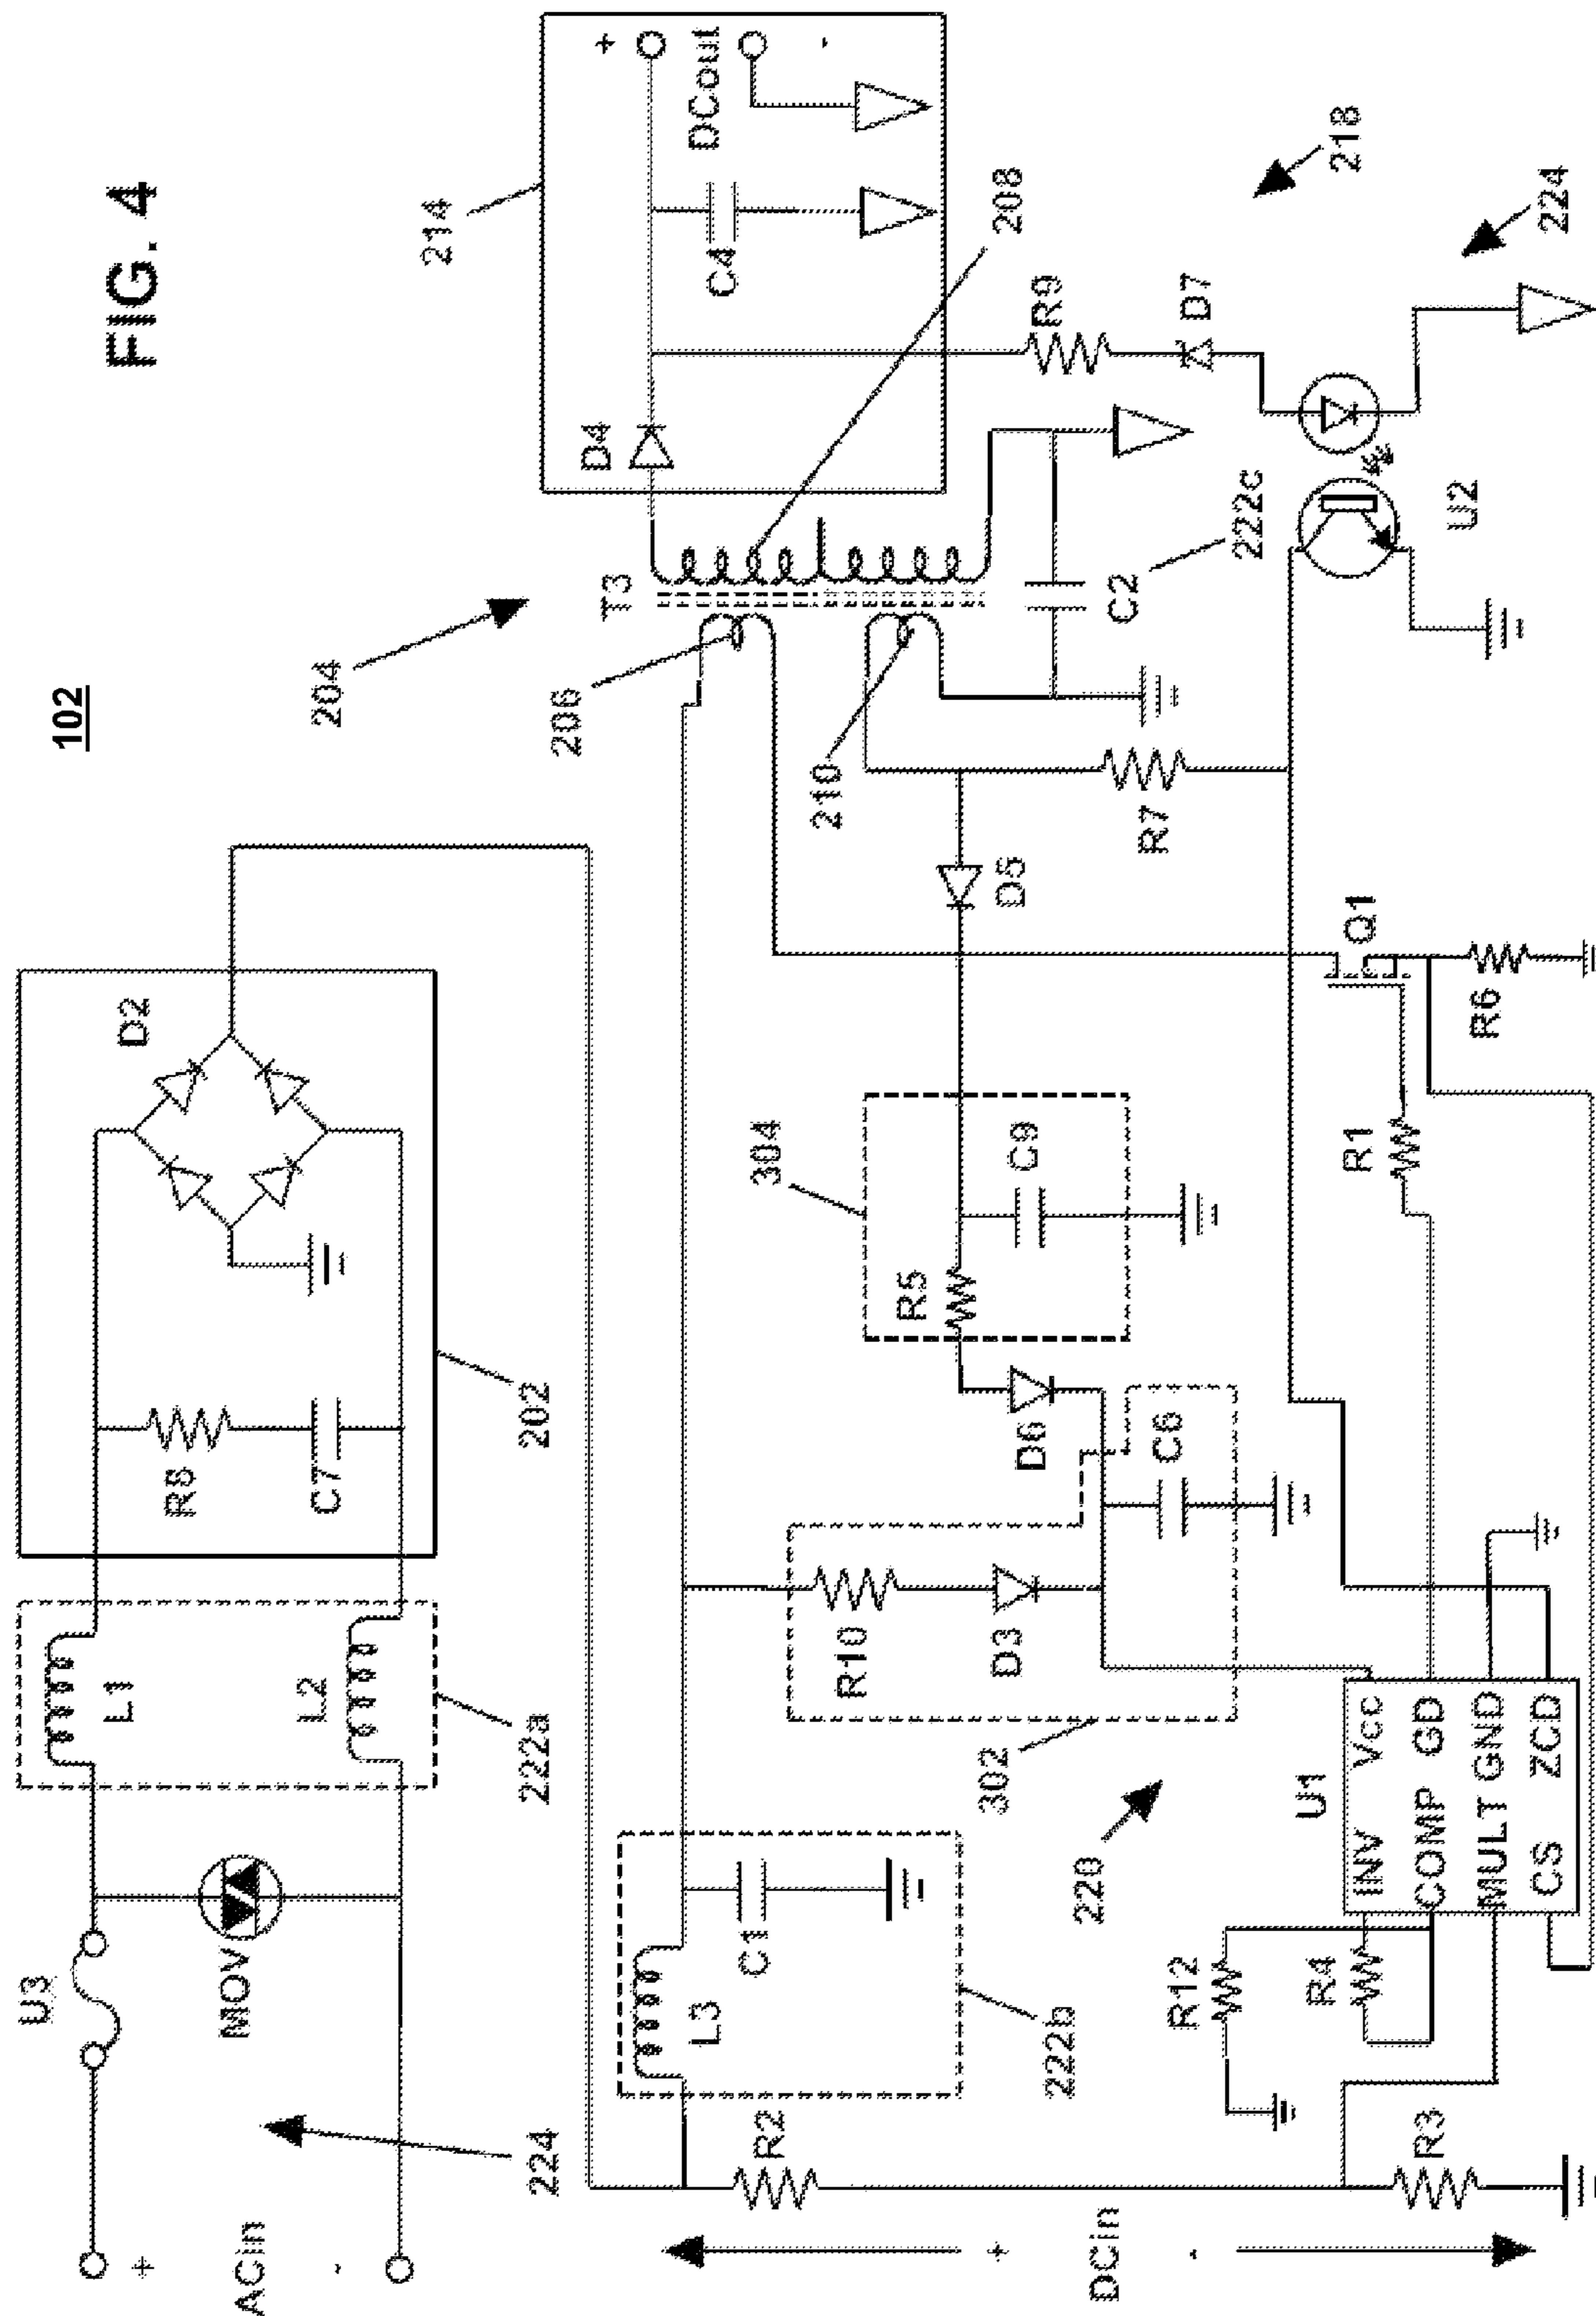 FIG. 4
102
U3
L1
R8
D2
ACin
+
-
MOV
L2
C7
224
222a
202
204
T3
D4
+
DCout
-
C4
214
206
208
L3
C1
222b
R10
D3
302
D6
R5
C9
304
D5
210
R7
C2
222c
R9
D7
218
224
U2
C6
R2
DCin
+
-
R3
R12
R4
220
U1
INV Vcc
COMP GD
MULT GND
CS ZCD
R1
Q1
R6